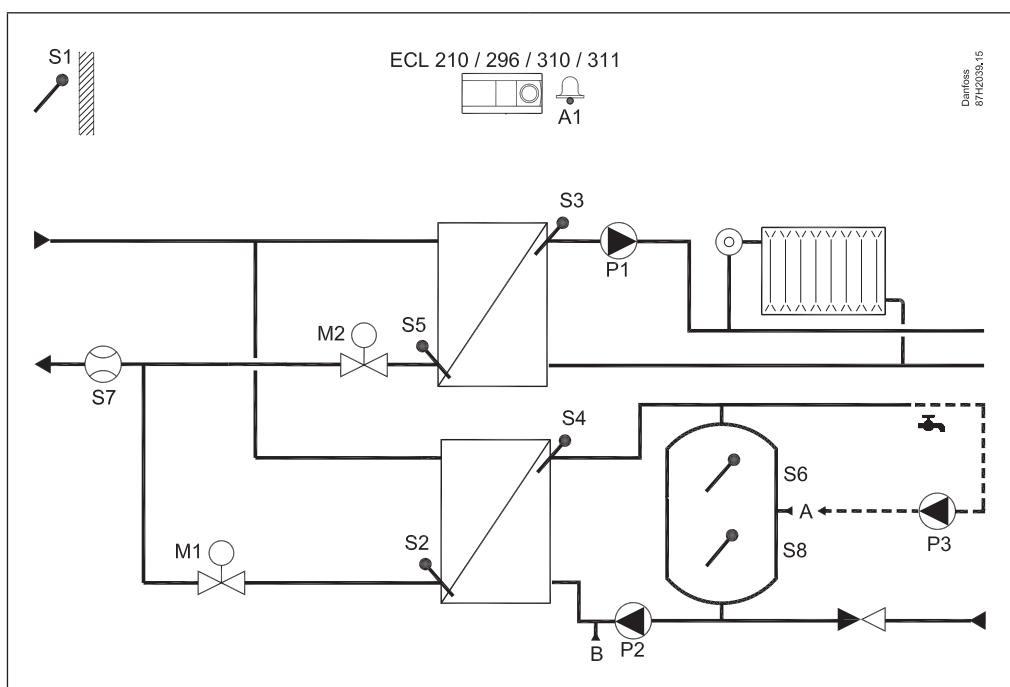 S1
ECL 210 / 296 / 310 / 311
A1
Danfoss
87H2039.15
S3
P1
M2
S5
S7
S4
S6
A
S8
P3
M1
S2
B
P2